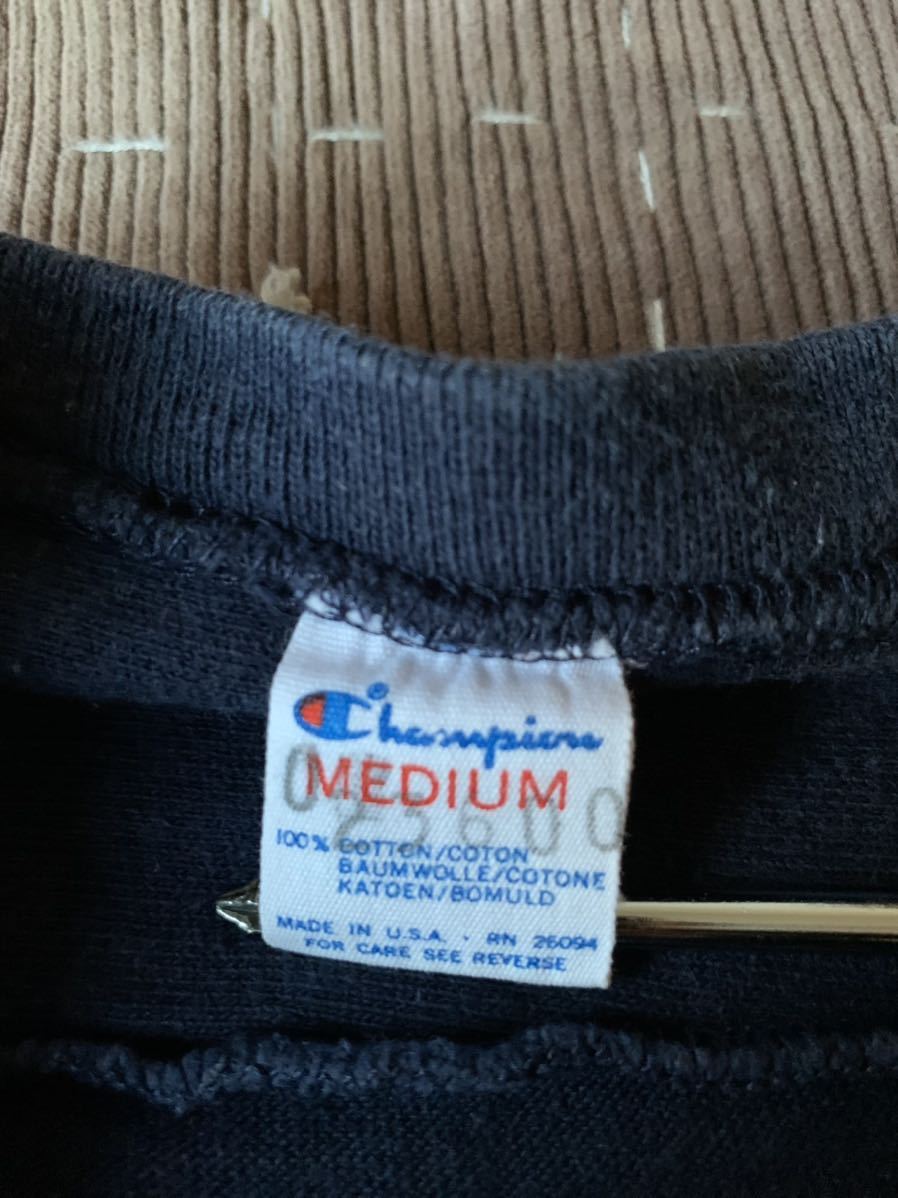 Champion
MEDIUM
100% COTTON/COTON
BAUMWOLLE/COTONE
KATOEN/BOMULD
MADE IN U.S.A. · RN 26094
FOR CARE SEE REVERSE